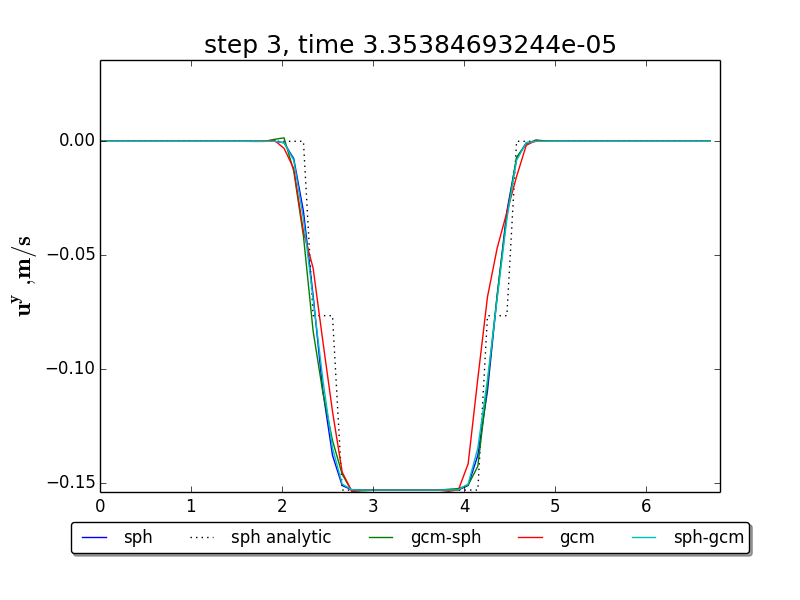 step 3, time 3.35384693244e-05
0.00
−0.05
−0.10
−0.15
u^y ,m/s
0 1 2 3 4 5 6
sph sph analytic gcm-sph gcm sph-gcm